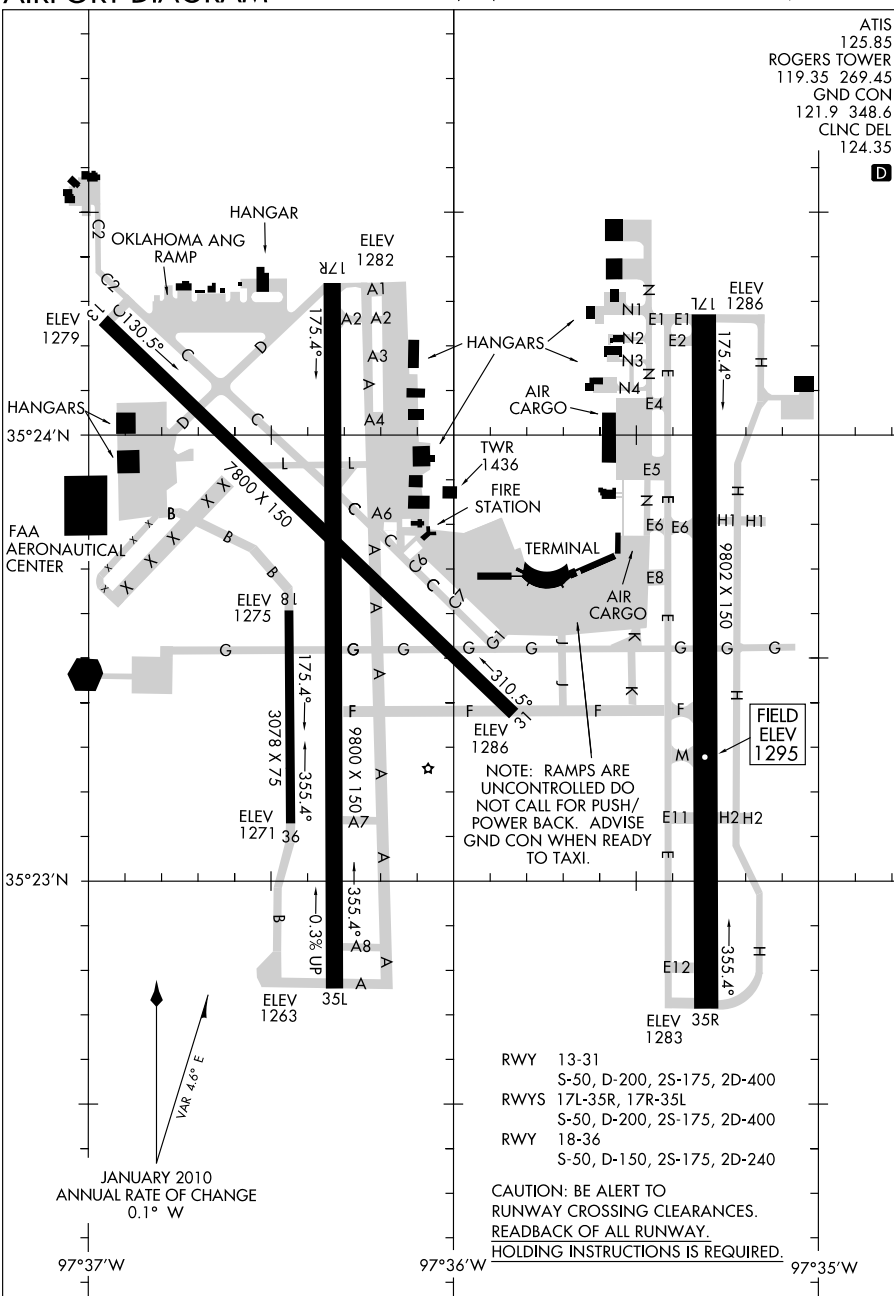 AIRPORT DIAGRAM
ATIS
125.85
ROGERS TOWER
119.35 269.45
GND CON
121.9 348.6
CLNC DEL
124.35
D
HANGAR
OKLAHOMA ANG
RAMP
C2
C2
ELEV
1282
17R
A1
A2 A2
A3
A
A4
175.4°
ELEV
1279
13
C
130.5°
C
D
C
D
HANGARS
HANGARS
N
N1
N2
N3
N
N4
E1 E1
E2
E
E4
17L
ELEV
1286
175.4°
H
AIR
CARGO
35°24'N
7800 X 150
L
L
TWR
1436
FIRE
STATION
E5
N
E
E6
E6
H
H1 H1
9802 X 150
C
A6
A
C
C6
C
C7
G1
X
X
X
X
X
X
X
X
X
B
B
B
FAA
AERONAUTICAL
CENTER
TERMINAL
AIR
CARGO
E8
E
ELEV
1275
18
A
G
G
G
G
G
G
G
G
G
J
J
K
K
175.4°
3078 X 75
355.4°
310.5°
A
F
F
F
F
31
ELEV
1286
H
FIELD
ELEV
1295
M
9800 X 150
A
NOTE: RAMPS ARE
UNCONTROLLED DO
NOT CALL FOR PUSH/
POWER BACK. ADVISE
GND CON WHEN READY
TO TAXI.
ELEV
1271
36
A7
A
E11
H2 H2
E
35°23'N
B
0.3% UP
355.4°
A8
A
A
E12
355.4°
H
ELEV
1263
35L
ELEV
1283
35R
VAR 4.6° E
JANUARY 2010
ANNUAL RATE OF CHANGE
0.1° W
RWY 13-31
S-50, D-200, 2S-175, 2D-400
RWYS 17L-35R, 17R-35L
S-50, D-200, 2S-175, 2D-400
RWY 18-36
S-50, D-150, 2S-175, 2D-240
CAUTION: BE ALERT TO
RUNWAY CROSSING CLEARANCES.
READBACK OF ALL RUNWAY.
HOLDING INSTRUCTIONS IS REQUIRED.
97°37'W
97°36'W
97°35'W